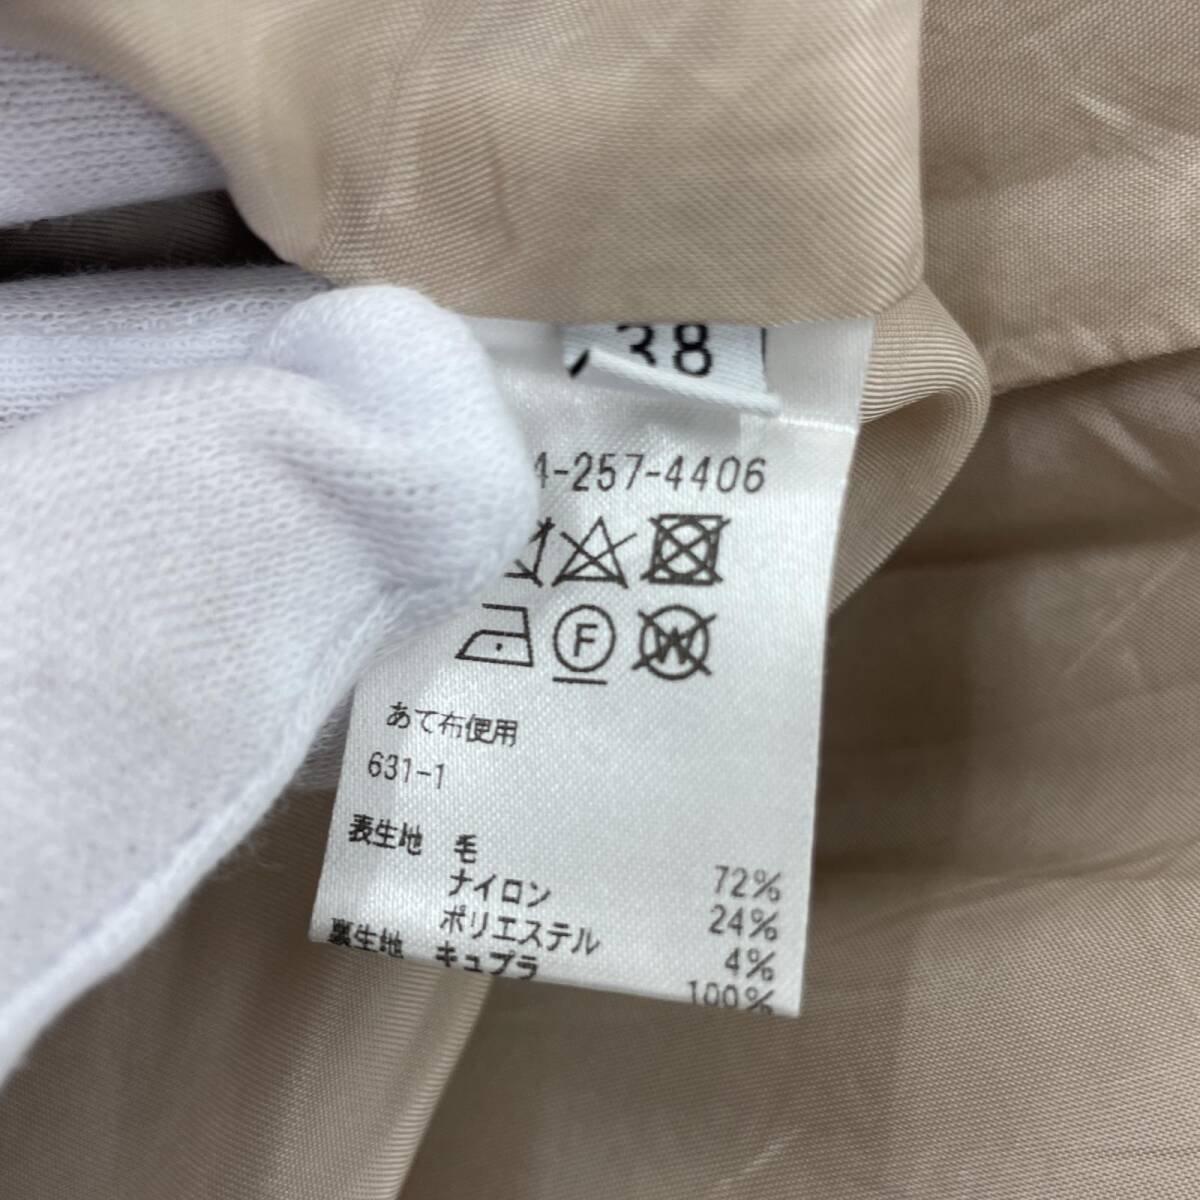 38
4-257-4406
F W
あて布使用
631-1
表生地 毛 72%
ナイロン 24%
ポリエステル 4%
裏生地 キュプラ 100%